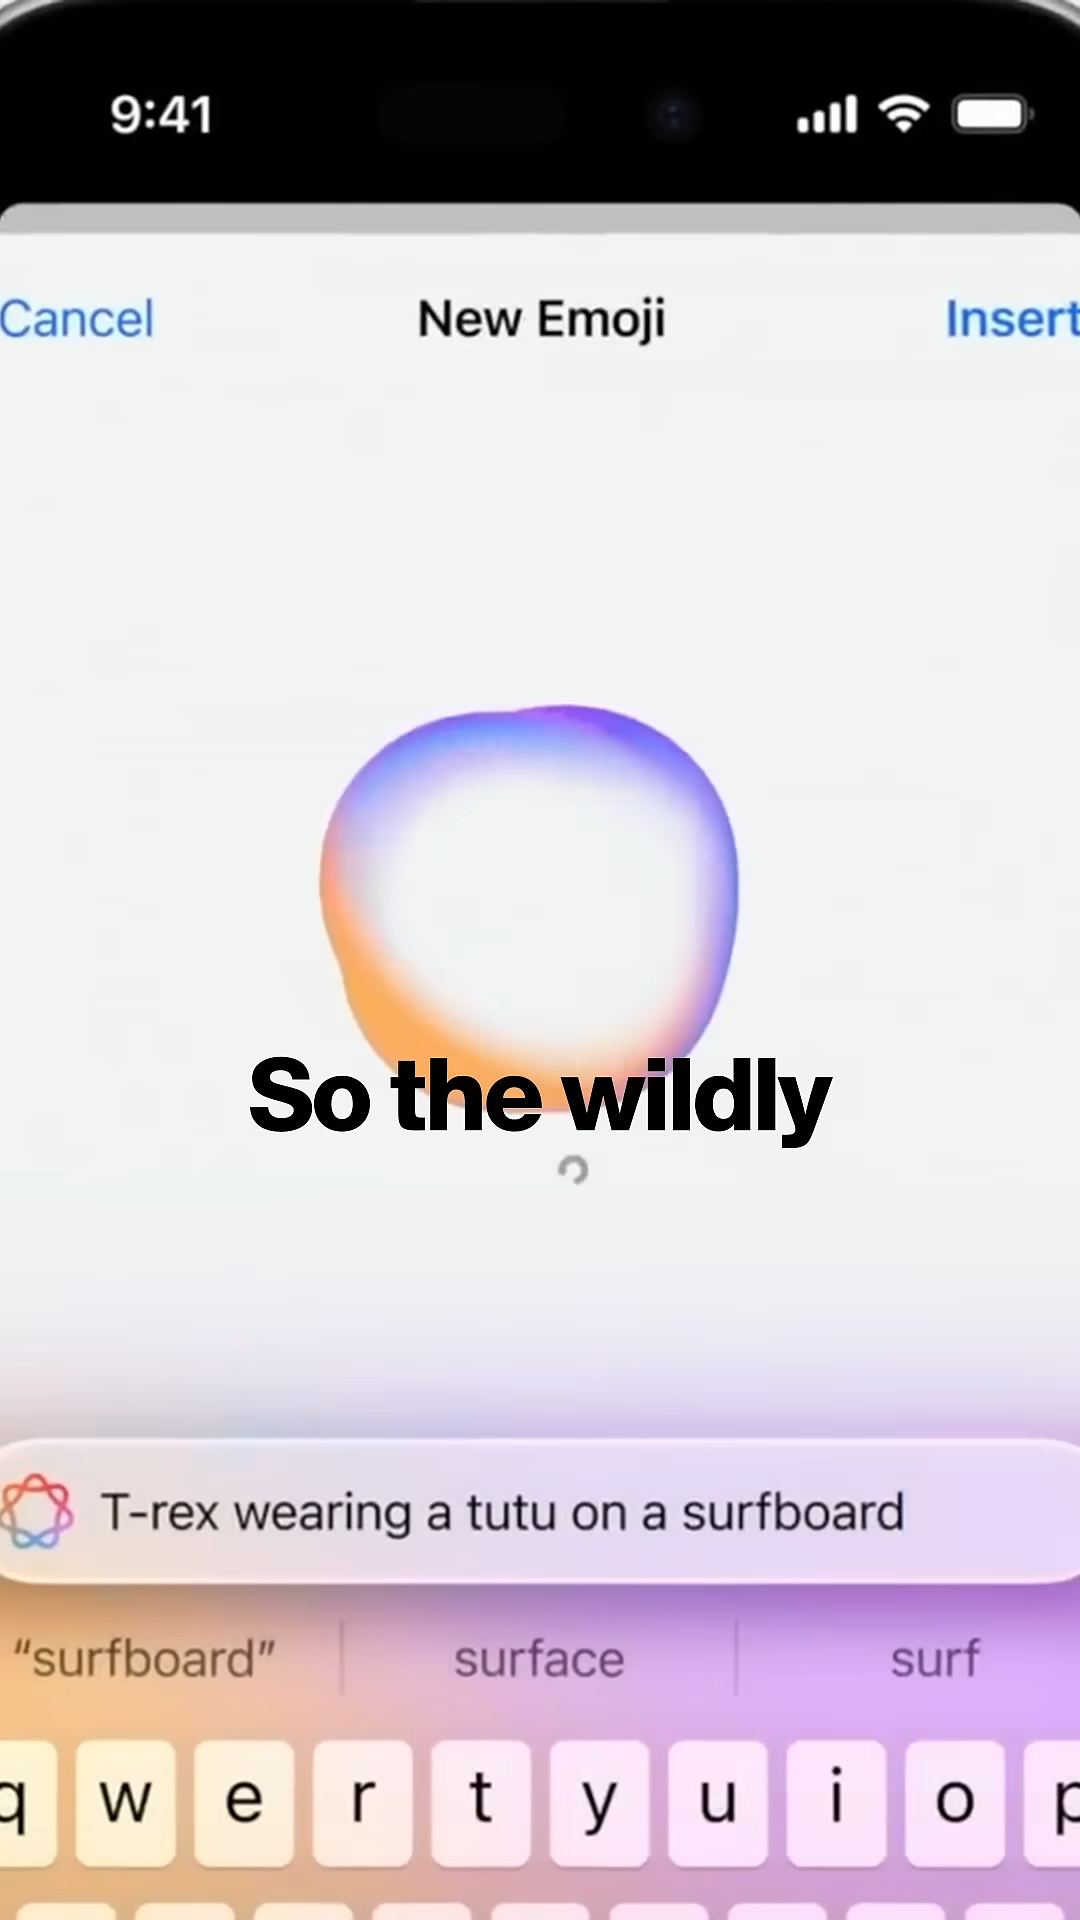 9:41
Cancel New Emoji Insert
So the wildly
T-rex wearing a tutu on a surfboard
“surfboard” surface surf
q w e r t y u i o p